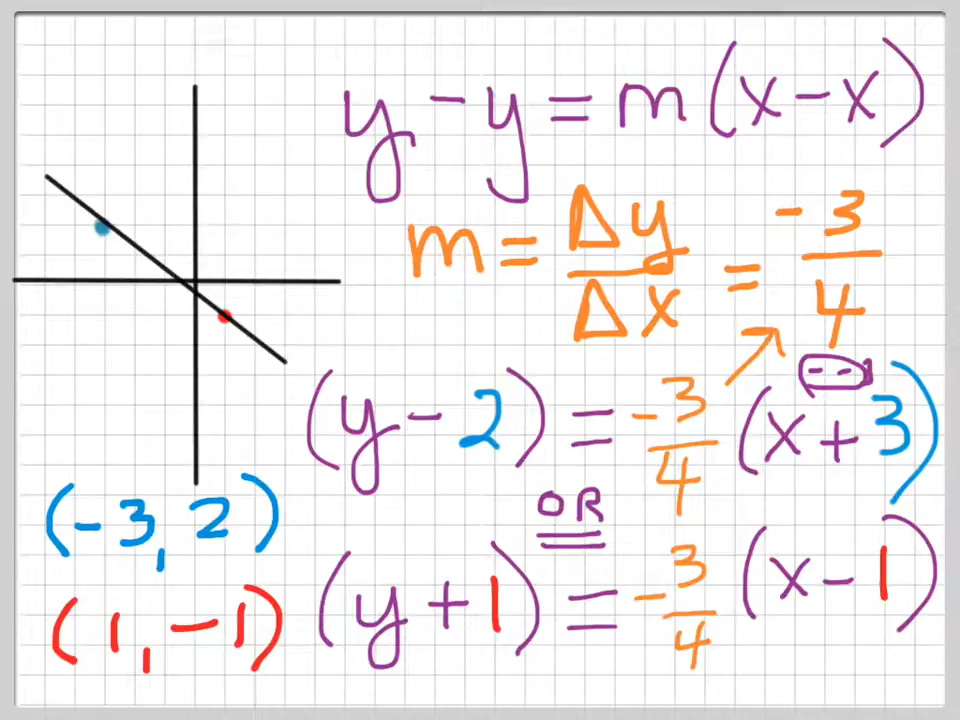 y - y = m(x - x)
m = Δy/Δx = -3/4
(y - 2) = -3/4 (x + 3)
--
OR
(y + 1) = -3/4 (x - 1)
(-3, 2)
(1, -1)